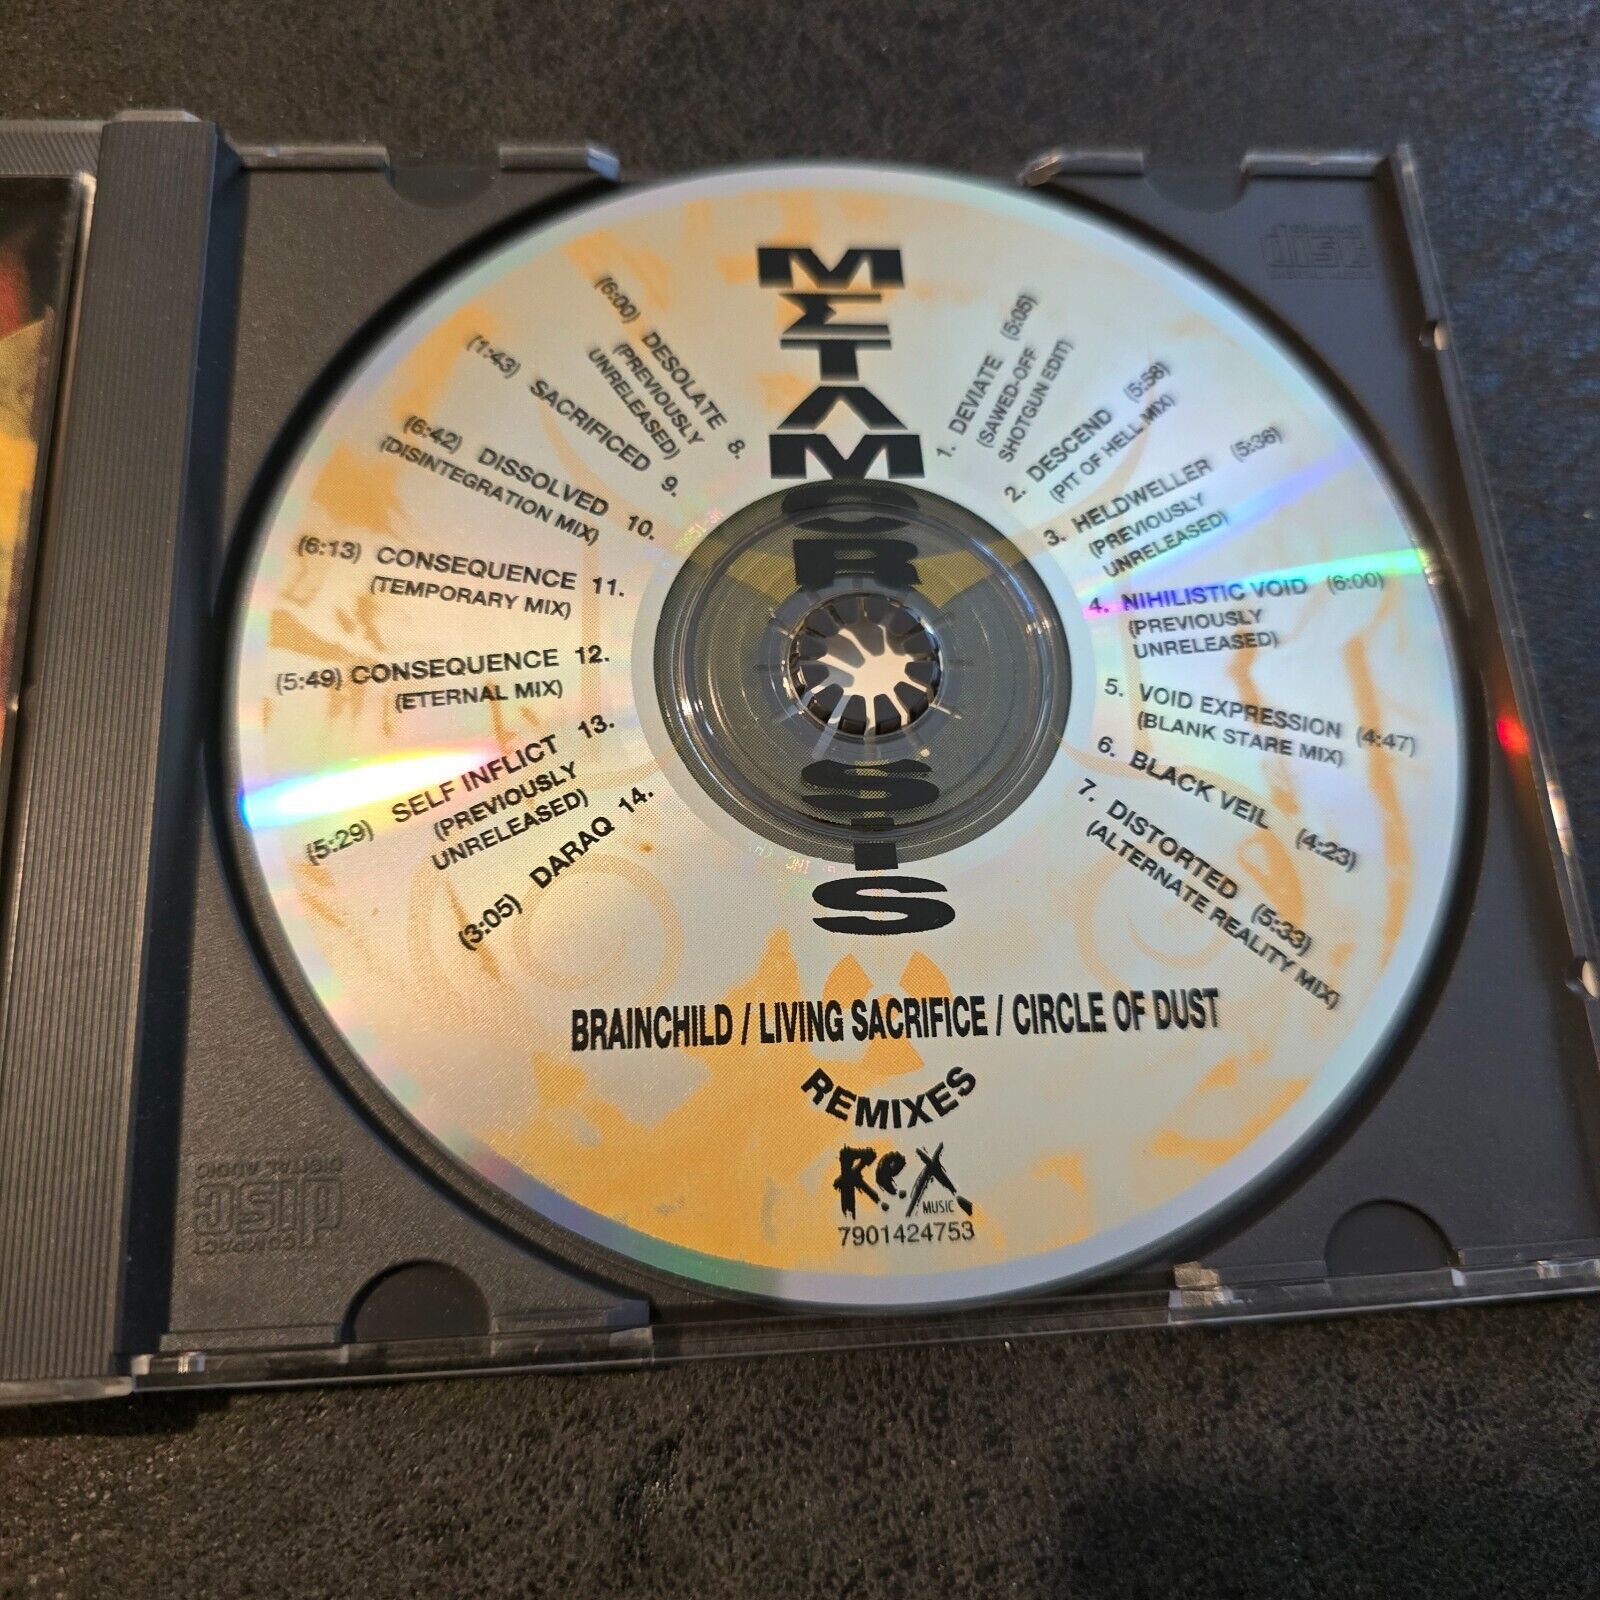 METAMORPSIS
1. DEVIATE (5:05)
(SAWED-OFF
SHOTGUN EDIT)
2. DESCEND (5:58)
(PIT OF HELL MIX)
3. HELDWELLER (5:36)
(PREVIOUSLY
UNRELEASED)
4. NIHILISTIC VOID (6:00)
(PREVIOUSLY
UNRELEASED)
5. VOID EXPRESSION (4:47)
(BLANK STARE MIX)
6. BLACK VEIL (4:23)
7. DISTORTED (5:33)
(ALTERNATE REALITY MIX)
(6:00) DESOLATE 8.
(PREVIOUSLY
UNRELEASED)
(1:43) SACRIFICED 9.
(6:42) DISSOLVED 10.
(DISINTEGRATION MIX)
(6:13) CONSEQUENCE 11.
(TEMPORARY MIX)
(5:49) CONSEQUENCE 12.
(ETERNAL MIX)
(5:29) SELF INFLICT 13.
(PREVIOUSLY
UNRELEASED)
(3:05) DARAQ 14.
BRAINCHILD / LIVING SACRIFICE / CIRCLE OF DUST
REMIXES
R.e.X
MUSIC
7901424753
disc
COMPACT
disc
DIGITAL AUDIO